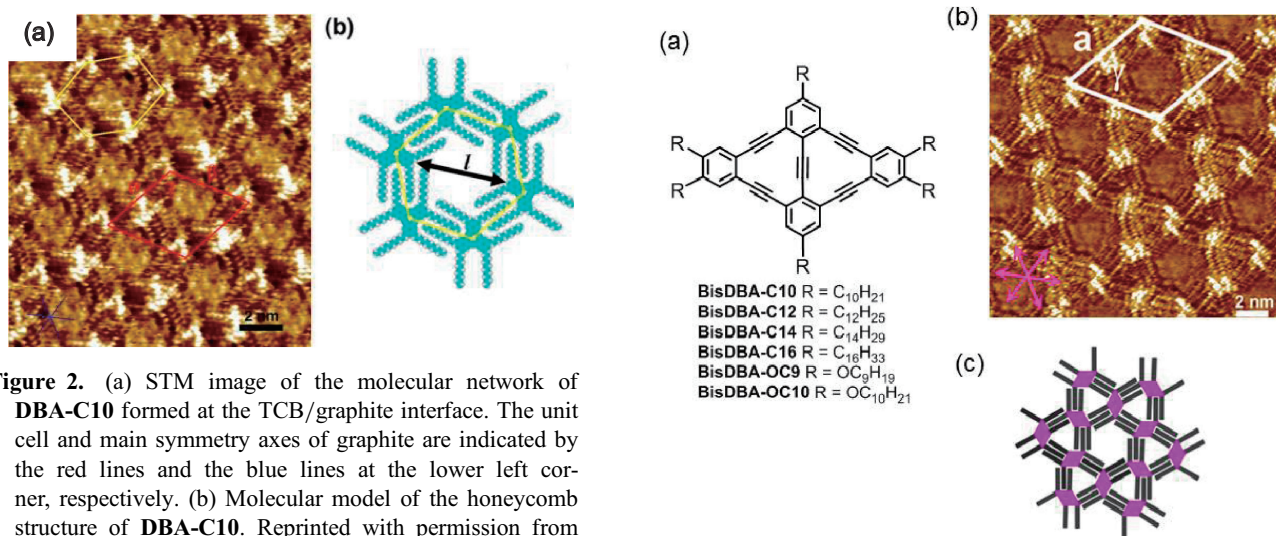 (a)
2 nm
(b)
l
Figure 2. (a) STM image of the molecular network of
DBA-C10 formed at the TCB/graphite interface. The unit
cell and main symmetry axes of graphite are indicated by
the red lines and the blue lines at the lower left cor-
ner, respectively. (b) Molecular model of the honeycomb
structure of DBA-C10. Reprinted with permission from
(a)
R
R
R
R
R
R
BisDBA-C10 R = C10H21
BisDBA-C12 R = C12H25
BisDBA-C14 R = C14H29
BisDBA-C16 R = C16H33
BisDBA-OC9 R = OC9H19
BisDBA-OC10 R = OC10H21
(b)
a
γ
2 nm
(c)